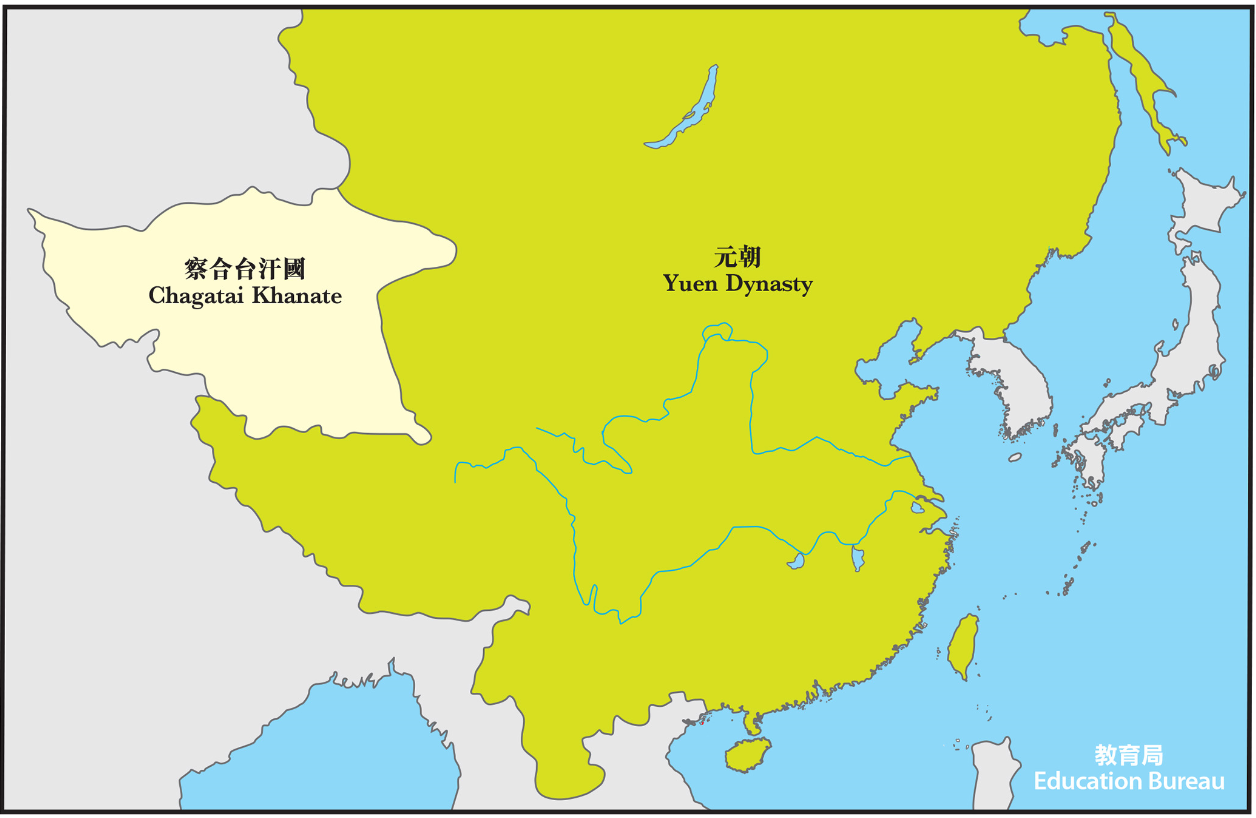 察合台汗國
Chagatai Khanate
元朝
Yuen Dynasty
教育局
Education Bureau